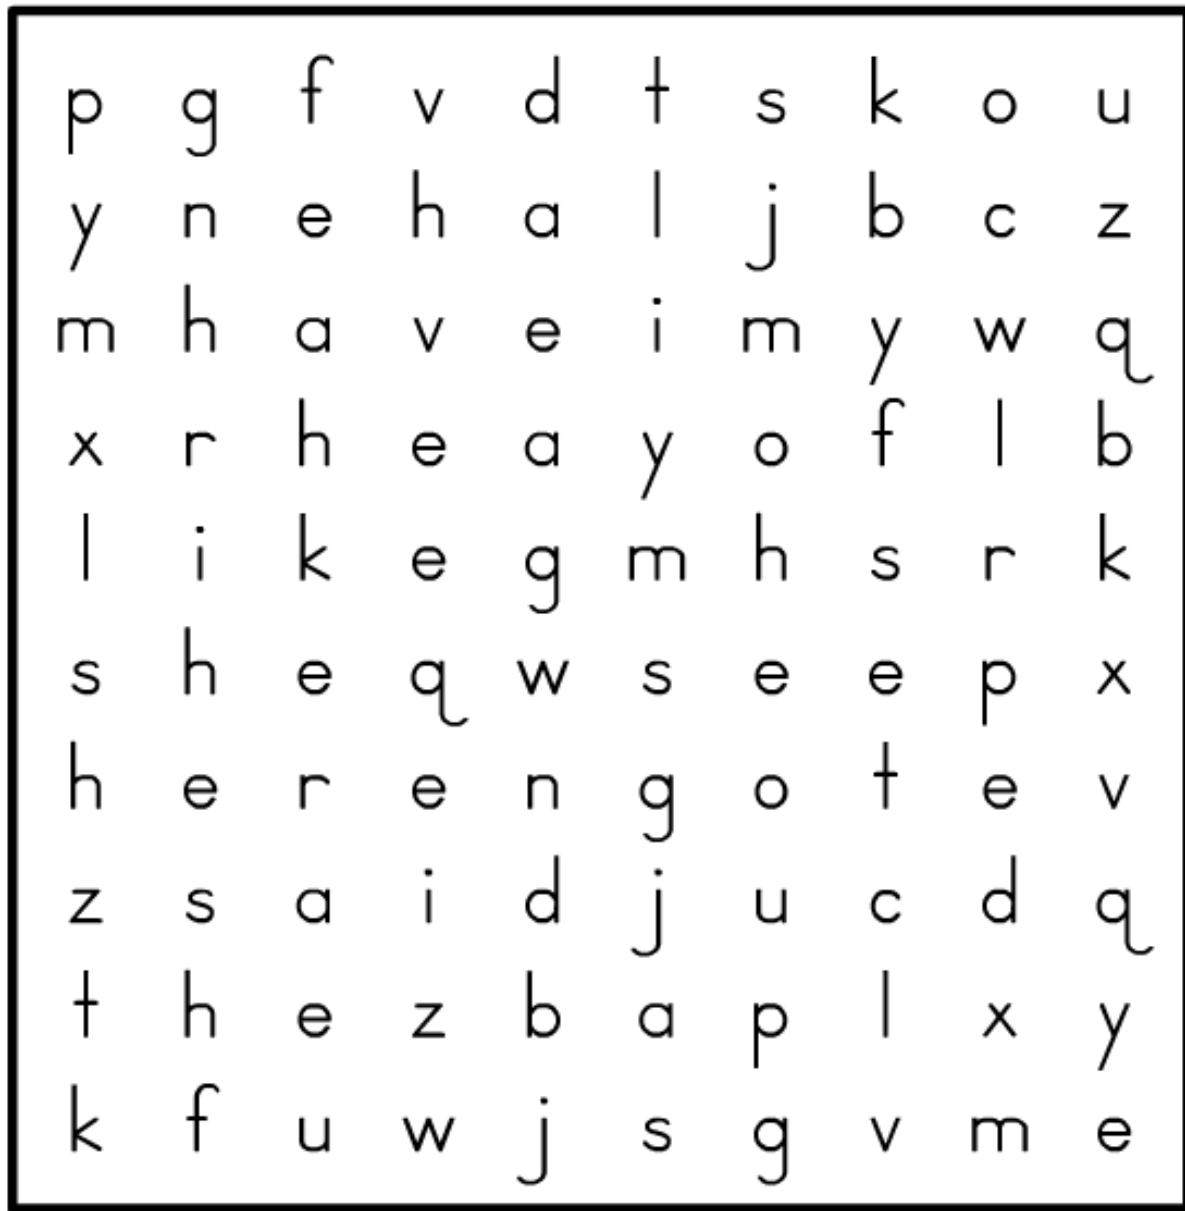 p g f v d t s k o u
y n e h a l j b c z
m h a v e i m y w q
x r h e a y o f l b
l i k e g m h s r k
s h e q w s e e p x
h e r e n g o t e v
z s a i d j u c d q
t h e z b a p l x y
k f u w j s g v m e